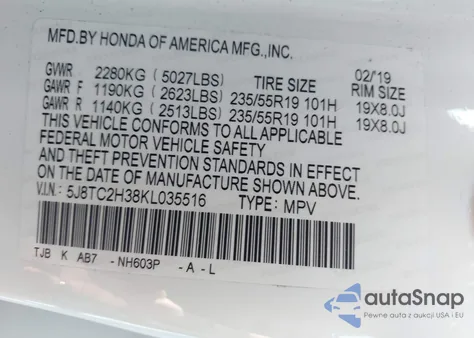 MFD.BY HONDA OF AMERICA MFG.,INC.
GVWR 2280KG (5027LBS) TIRE SIZE 02/'19 RIM SIZE
GAWR F 1190KG (2623LBS) 235/55R19 101H 19X8.0J
GAWR R 1140KG (2513LBS) 235/55R19 101H 19X8.0J
THIS VEHICLE CONFORMS TO ALL APPLICABLE
FEDERAL MOTOR VEHICLE SAFETY
AND THEFT PREVENTION STANDARDS IN EFFECT
ON THE DATE OF MANUFACTURE SHOWN ABOVE.
V.I.N.: 5J8TC2H38KL035516 TYPE: MPV
TJB K AB7 -NH603P -A-L
autoSnap
Pewne auta z aukcji USA i EU